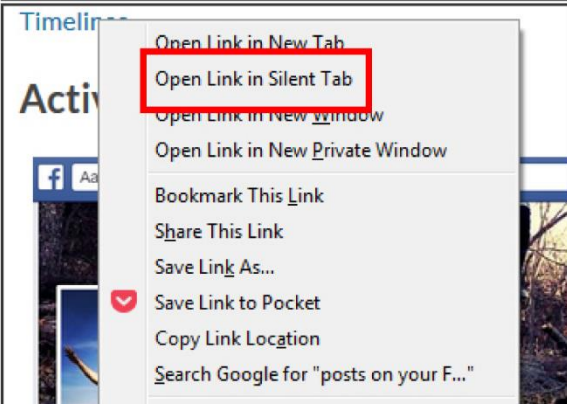 Timelines
Open Link in New Tab
Open Link in Silent Tab
Open Link in New Window
Open Link in New Private Window
Bookmark This Link
Share This Link
Save Link As...
Save Link to Pocket
Copy Link Location
Search Google for "posts on your F..."